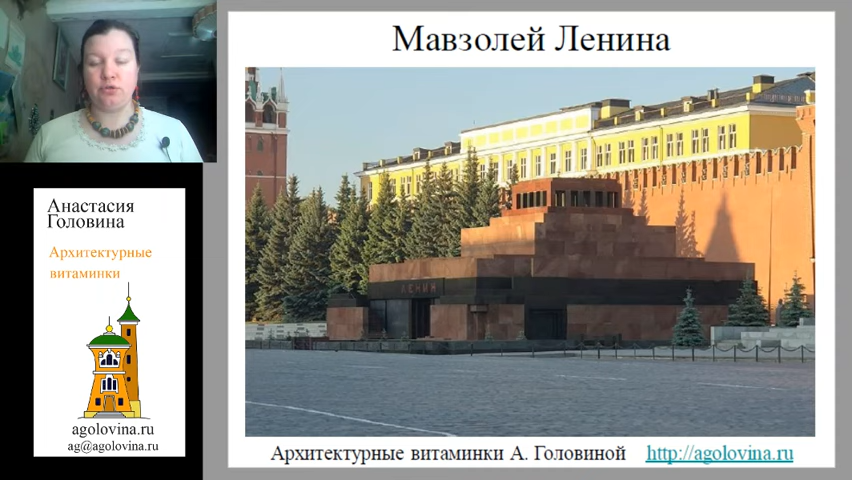 Мавзолей Ленина
ЛЕНИН
Анастасия
Головина
Архитектурные
витаминки
agolovina.ru
ag@agolovina.ru
Архитектурные витаминки А. Головиной http://agolovina.ru